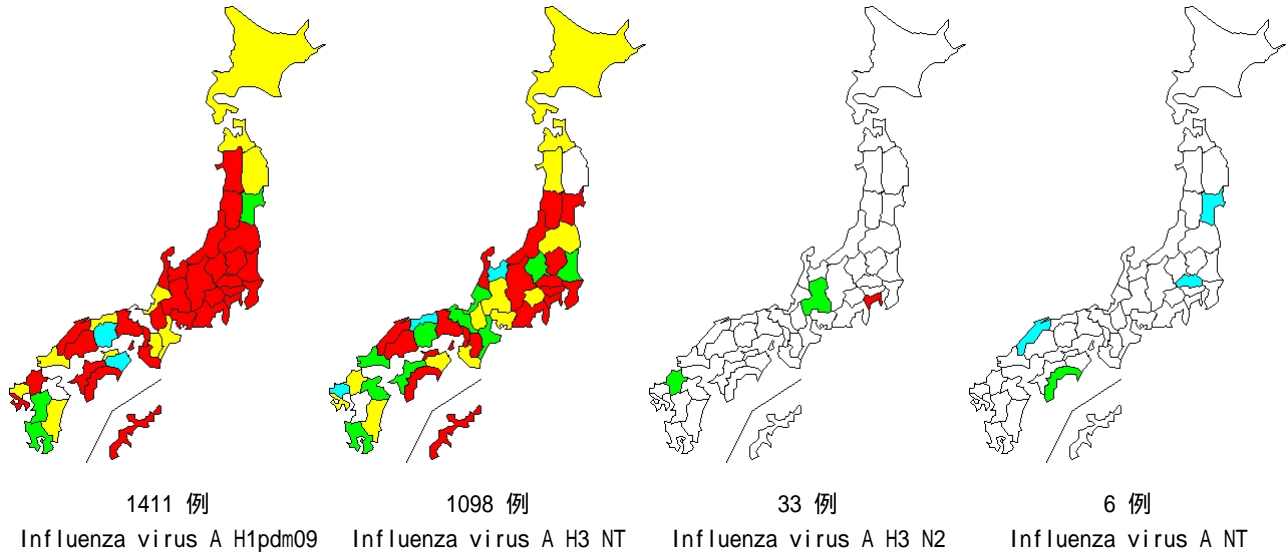 1411 例 1098 例 33 例 6 例
Influenza virus A H1pdm09 Influenza virus A H3 NT Influenza virus A H3 N2 Influenza virus A NT